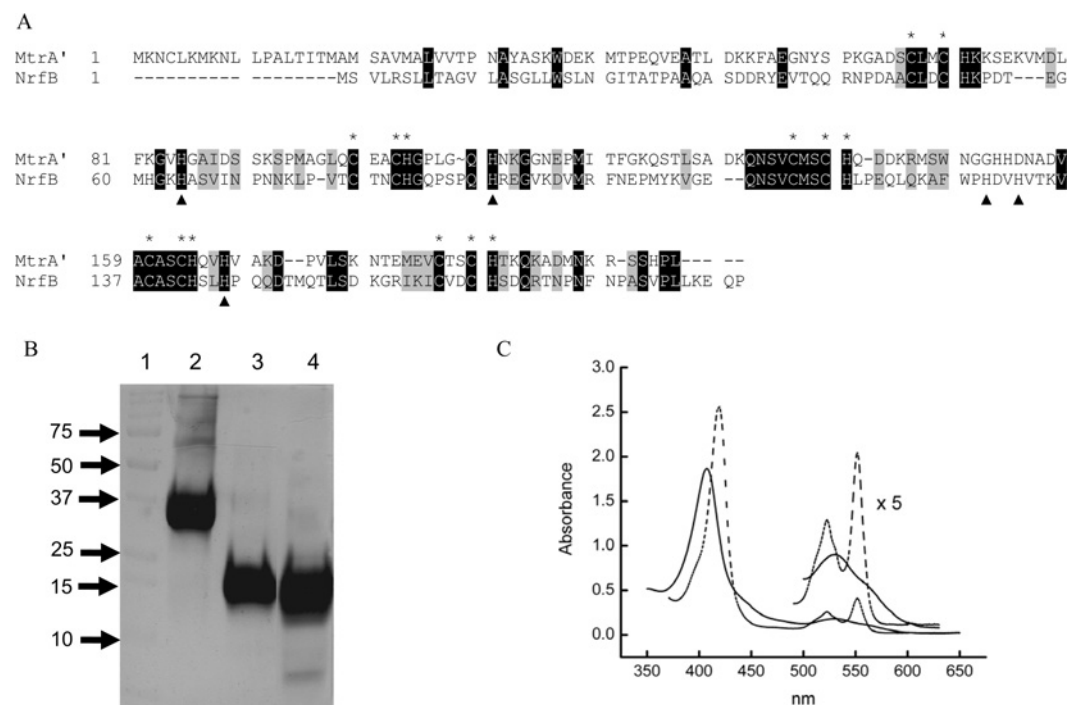 A
* *
MtrA' 1 MKNCLKMKNL LPALTITMAM SAVMALVVTP NAYASKWDEK MTPEQVEATL DKKFAEGNYS PKGADSCLMC HKKSEKVMDL
NrfB 1 ---------- --------MS VLRSLLTAGV LASGLLWSLN GITATPAAQA SDDRYEVTQQ RNPDAACLDC HKPDT---EG
* ** * * *
MtrA' 81 FKGVHGAIDS SKSPMAGLQC EACHGPLG~Q HNKGGNEPMI TFGKQSTLSA DKQNSVCMSC HQ-DDKRMSW NGGHHDNADV
NrfB 60 MHGKHASVIN PNNKLP-VTC TNCHGQPSPQ HREGVKDVMR FNEPMYKVGE --QNSVCMSC HLPEQLQKAF WPHDVHVTKV
▲ ▲ ▲ ▲
* ** * * *
MtrA' 159 ACASCHQVHV AKD--PVLSK NTEMEVCTSC HTKQKADMNK R-SSHPL--- --
NrfB 137 ACASCHSLHP QQDTMQTLSD KGRIKICVDC HSDQRTNPNF NPASVPLLKE QP
▲
B
1 2 3 4
75
50
37
25
15
10
C
Absorbance
3.0
2.5
2.0
1.5
1.0
0.5
0.0
x 5
350 400 450 500 550 600 650
nm